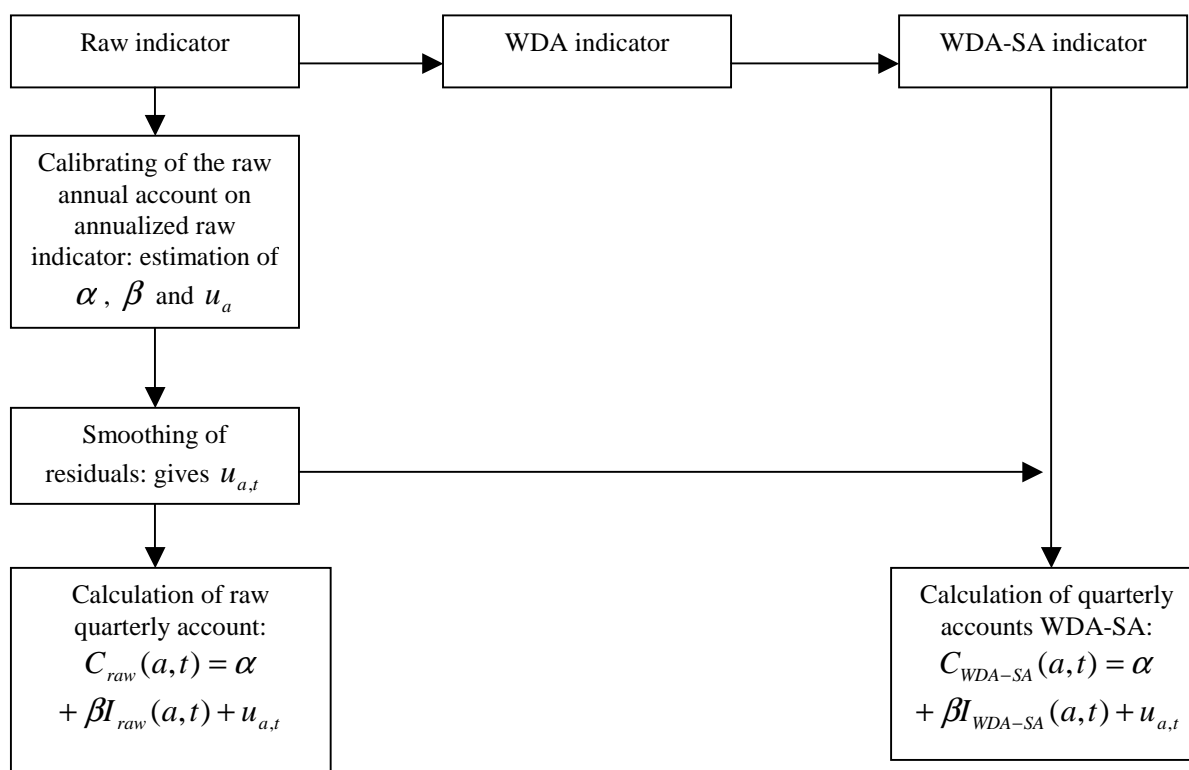 Raw indicator
WDA indicator
WDA-SA indicator
Calibrating of the raw
annual account on
annualized raw
indicator: estimation of
α , β and u_a
Smoothing of
residuals: gives u_{a,t}
Calculation of raw
quarterly account:
C_{raw}(a,t) = α
+ βI_{raw}(a,t) + u_{a,t}
Calculation of quarterly
accounts WDA-SA:
C_{WDA-SA}(a,t) = α
+ βI_{WDA-SA}(a,t) + u_{a,t}